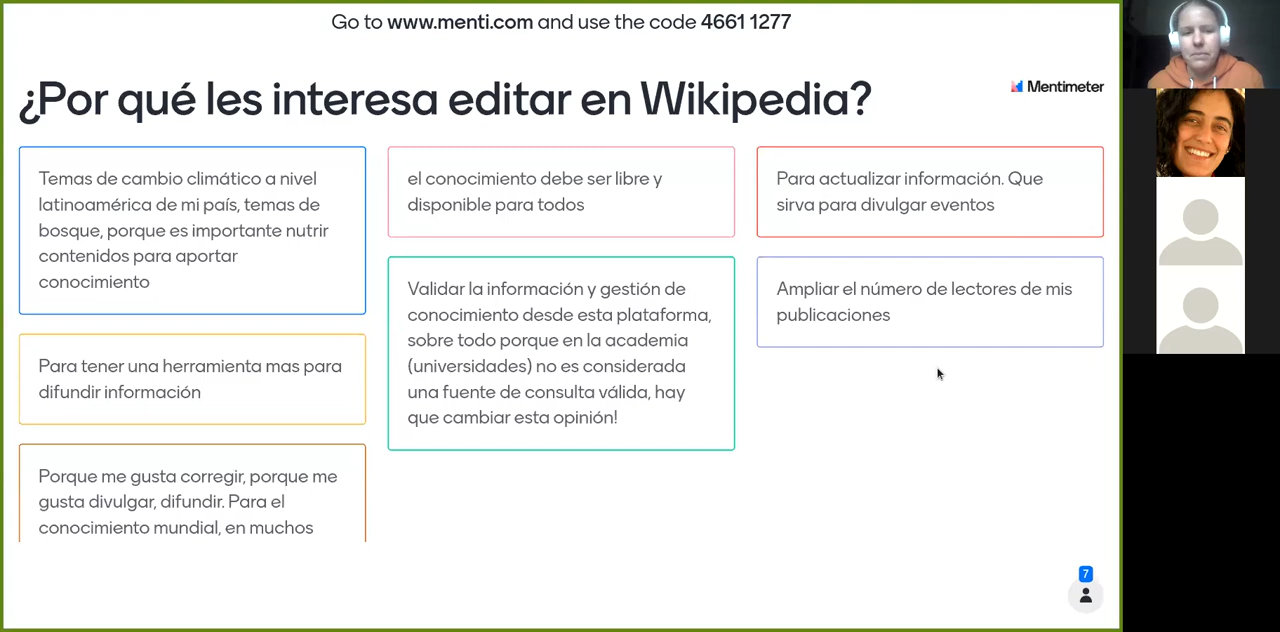 Go to www.menti.com and use the code 4661 1277
¿Por qué les interesa editar en Wikipedia?
Mentimeter
Temas de cambio climático a nivel
latinoamérica de mi país, temas de
bosque, porque es importante nutrir
contenidos para aportar
conocimiento
Para tener una herramienta mas para
difundir información
Porque me gusta corregir, porque me
gusta divulgar, difundir. Para el
conocimiento mundial, en muchos
el conocimiento debe ser libre y
disponible para todos
Validar la información y gestión de
conocimiento desde esta plataforma,
sobre todo porque en la academia
(universidades) no es considerada
una fuente de consulta válida, hay
que cambiar esta opinión!
Para actualizar información. Que
sirva para divulgar eventos
Ampliar el número de lectores de mis
publicaciones
7